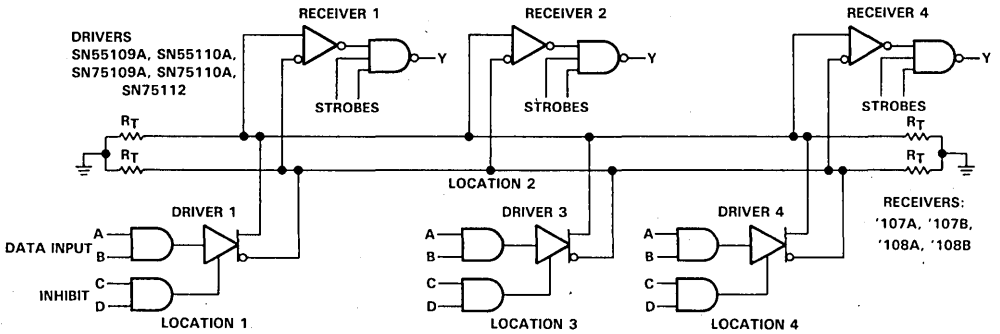 RECEIVER 1
RECEIVER 2
RECEIVER 4
DRIVERS
SN55109A, SN55110A,
SN75109A, SN75110A,
SN75112
Y
Y
Y
STROBES
STROBES
STROBES
RT
RT
RT
RT
LOCATION 2
RECEIVERS:
'107A, '107B,
'108A, '108B
DRIVER 1
DRIVER 3
DRIVER 4
DATA INPUT
A
B
A
B
A
B
INHIBIT
C
D
C
D
C
D
LOCATION 1
LOCATION 3
LOCATION 4